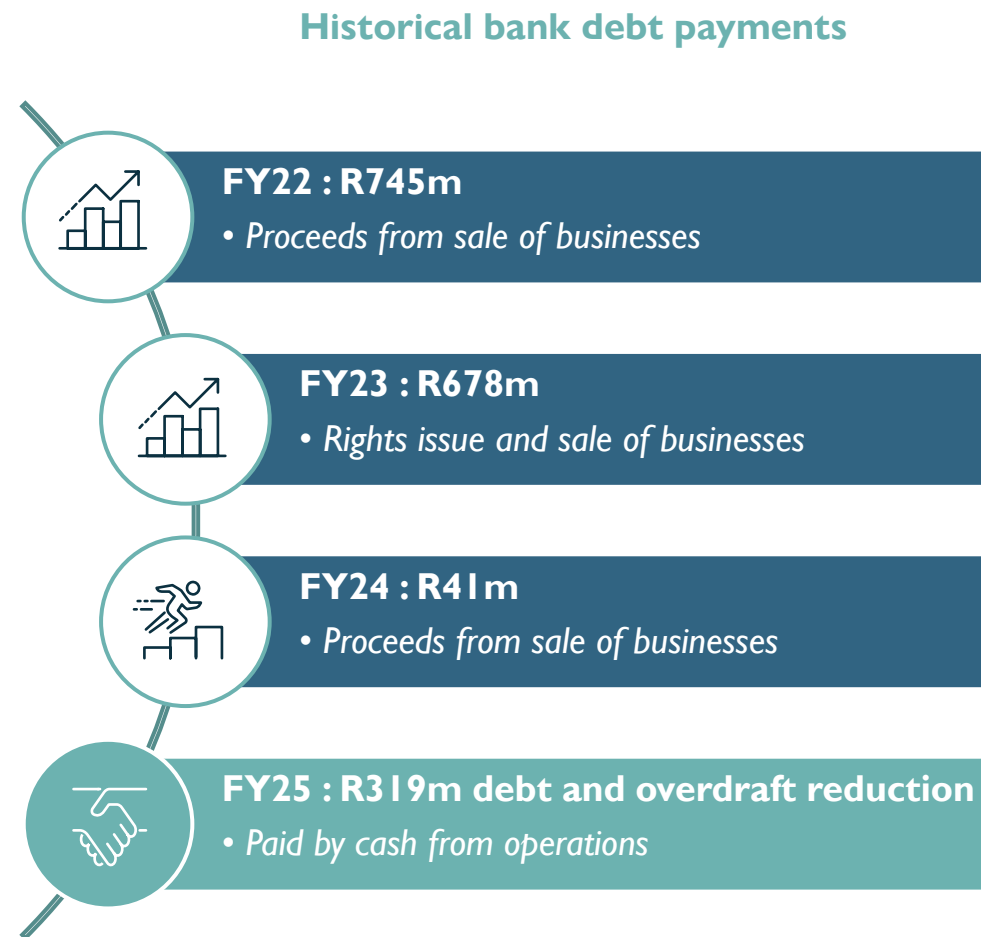 Historical bank debt payments
FY22 : R745m
• Proceeds from sale of businesses
FY23 : R678m
• Rights issue and sale of businesses
FY24 : R41m
• Proceeds from sale of businesses
FY25 : R319m debt and overdraft reduction
• Paid by cash from operations